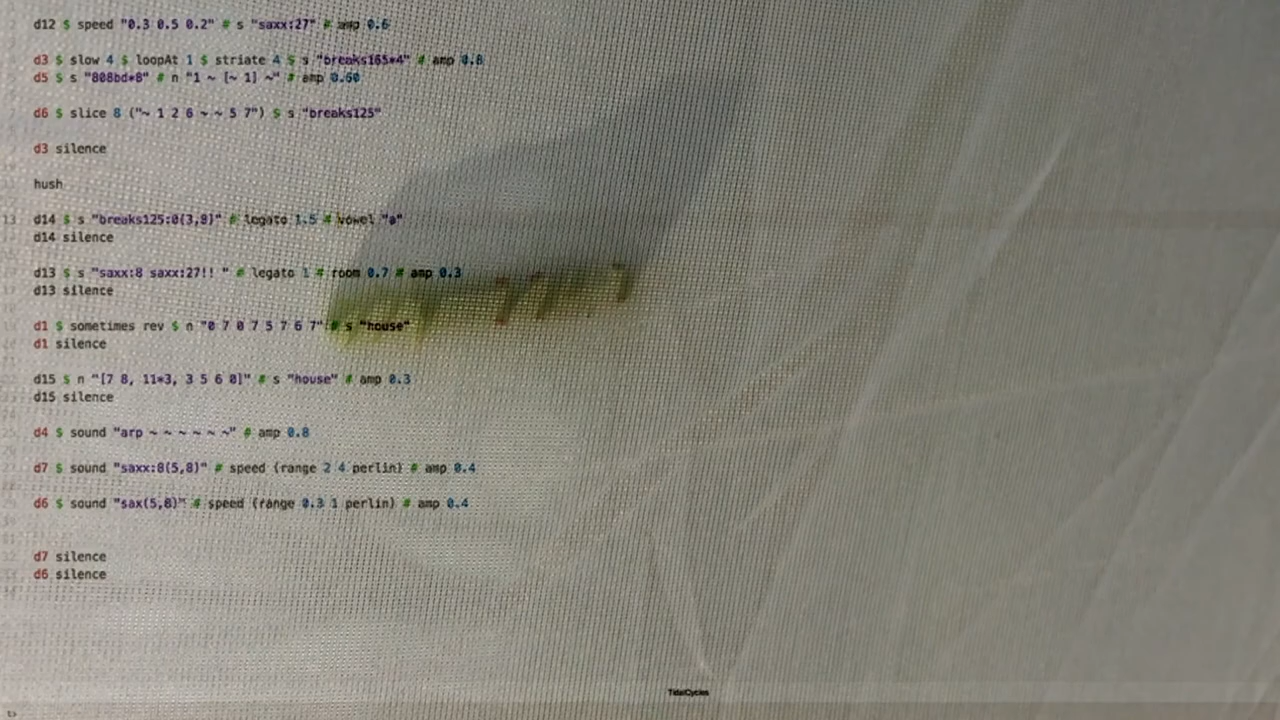 d12 $ speed "0.3 0.5 0.2" # s "saxx:27" # amp 0.6
d3 $ slow 4 $ loopAt 1 $ striate 4 $ s "breaks165*4" # amp 0.8
d5 $ s "808bd*8" # n "1 ~ [~ 1] ~" # amp 0.60
d6 $ slice 8 ("~ 1 2 6 ~ ~ 5 7") $ s "breaks125"
d3 silence
hush
13 d14 $ s "breaks125:0(3,8)" # legato 1.5 # vowel "a"
d14 silence
d13 $ s "saxx:8 saxx:27!! " # legato 1 # room 0.7 # amp 0.3
d13 silence
d1 $ sometimes rev $ n "0 7 0 7 5 7 6 7" # s "house"
d1 silence
d15 $ n "[7 8, 11*3, 3 5 6 8]" # s "house" # amp 0.3
d15 silence
d4 $ sound "arp ~ ~ ~ ~ ~ ~" # amp 0.8
d7 $ sound "saxx:8(5,8)" # speed (range 2 4 perlin) # amp 0.4
d6 $ sound "sax(5,8)" # speed (range 0.3 1 perlin) # amp 0.4
d7 silence
d6 silence
TidalCycles